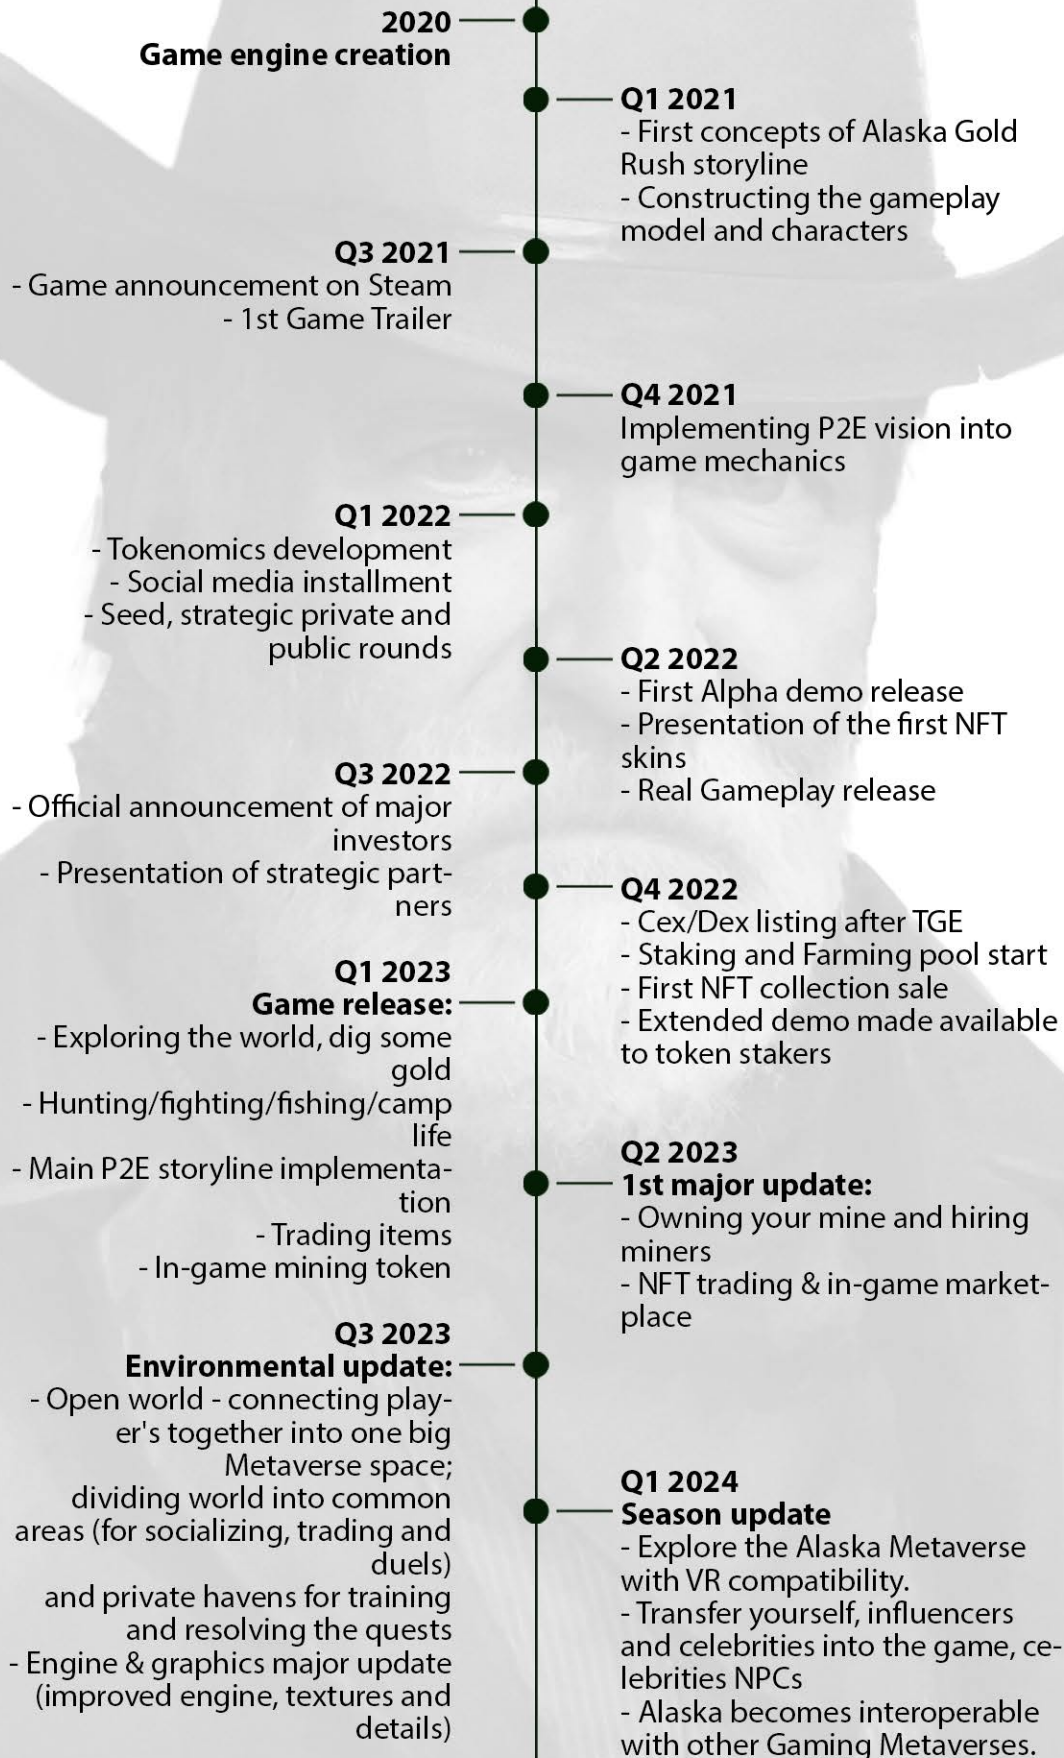 2020
Game engine creation
Q1 2021
- First concepts of Alaska Gold
Rush storyline
- Constructing the gameplay
model and characters
Q3 2021
- Game announcement on Steam
- 1st Game Trailer
Q4 2021
Implementing P2E vision into
game mechanics
Q1 2022
- Tokenomics development
- Social media installment
- Seed, strategic private and
public rounds
Q2 2022
- First Alpha demo release
- Presentation of the first NFT
skins
- Real Gameplay release
Q3 2022
- Official announcement of major
investors
- Presentation of strategic part-
ners
Q4 2022
- Cex/Dex listing after TGE
- Staking and Farming pool start
- First NFT collection sale
- Extended demo made available
to token stakers
Q1 2023
Game release:
- Exploring the world, dig some
gold
- Hunting/fighting/fishing/camp
life
- Main P2E storyline implementa-
tion
- Trading items
- In-game mining token
Q2 2023
1st major update:
- Owning your mine and hiring
miners
- NFT trading & in-game market-
place
Q3 2023
Environmental update:
- Open world - connecting play-
er's together into one big
Metaverse space;
dividing world into common
areas (for socializing, trading and
duels)
and private havens for training
and resolving the quests
- Engine & graphics major update
(improved engine, textures and
details)
Q1 2024
Season update
- Explore the Alaska Metaverse
with VR compatibility.
- Transfer yourself, influencers
and celebrities into the game, ce-
lebrities NPCs
- Alaska becomes interoperable
with other Gaming Metaverses.